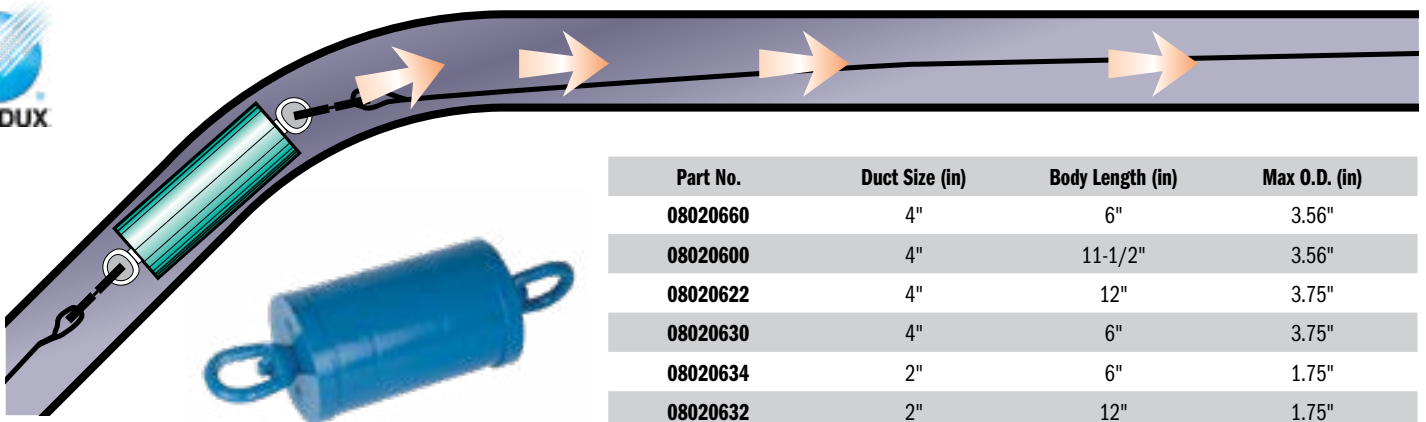 DUX
Part No. Duct Size (in) Body Length (in) Max O.D. (in)
08020660 4" 6" 3.56"
08020600 4" 11-1/2" 3.56"
08020622 4" 12" 3.75"
08020630 4" 6" 3.75"
08020634 2" 6" 1.75"
08020632 2" 12" 1.75"